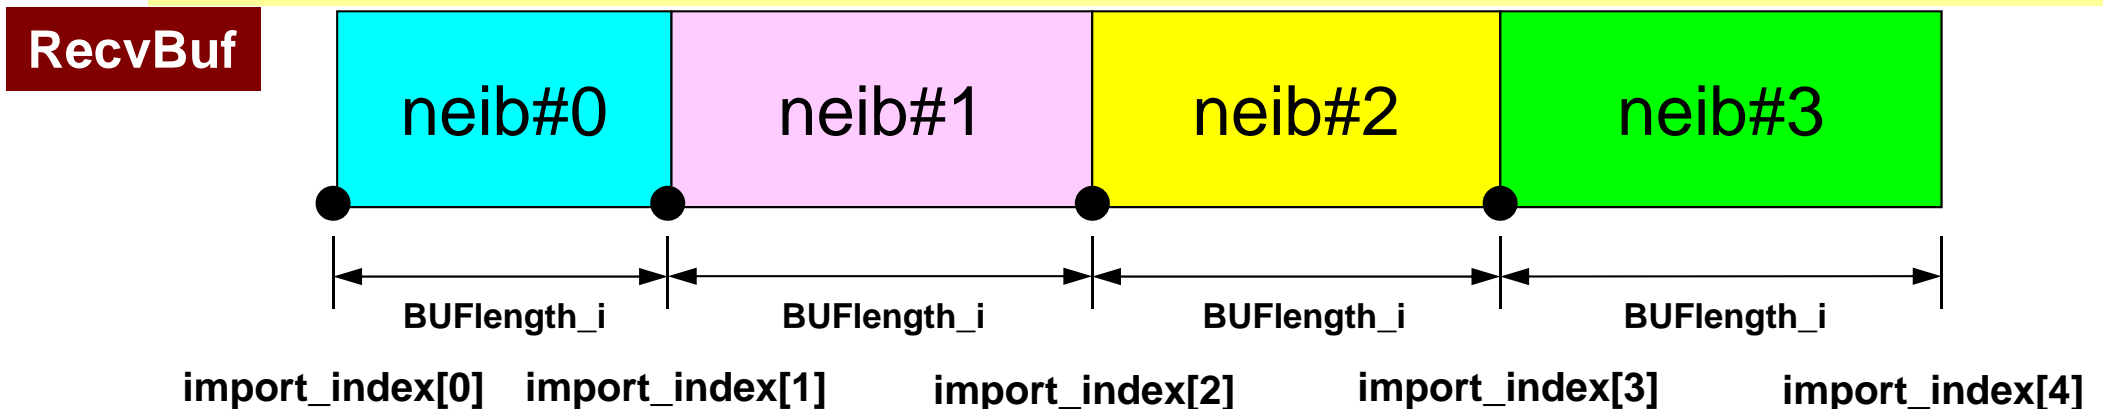 RecvBuf
neib#0 neib#1 neib#2 neib#3
BUFlength_i BUFlength_i BUFlength_i BUFlength_i
import_index[0] import_index[1] import_index[2] import_index[3] import_index[4]